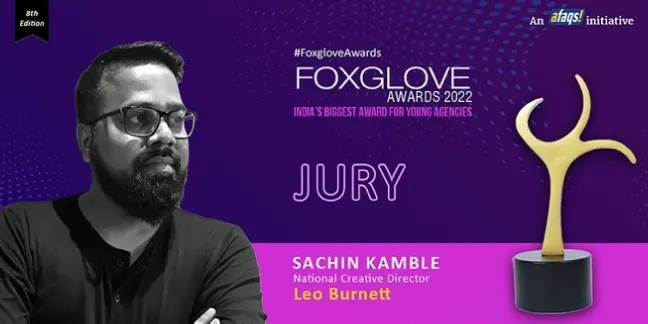 8th
Edition
An afaqs! initiative
#FoxgloveAwards
FOXGLOVE
AWARDS 2022
INDIA'S BIGGEST AWARD FOR YOUNG AGENCIES
JURY
SACHIN KAMBLE
National Creative Director
Leo Burnett